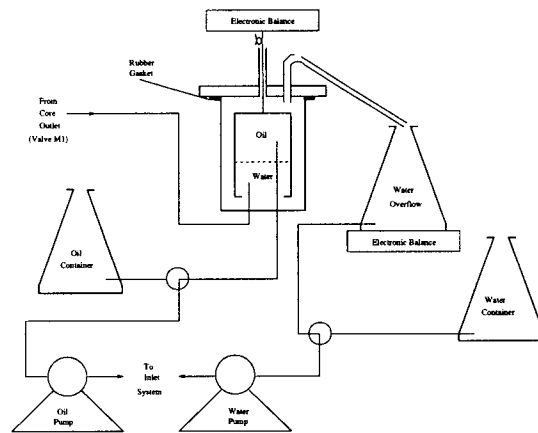 Electronic Balance
Rubber
Gasket
From
Core
Outlet
(Valve M1)
Oil
Water
Water
Overflow
Electronic Balance
Oil
Container
Water
Container
To
Inlet
System
Oil
Pump
Water
Pump